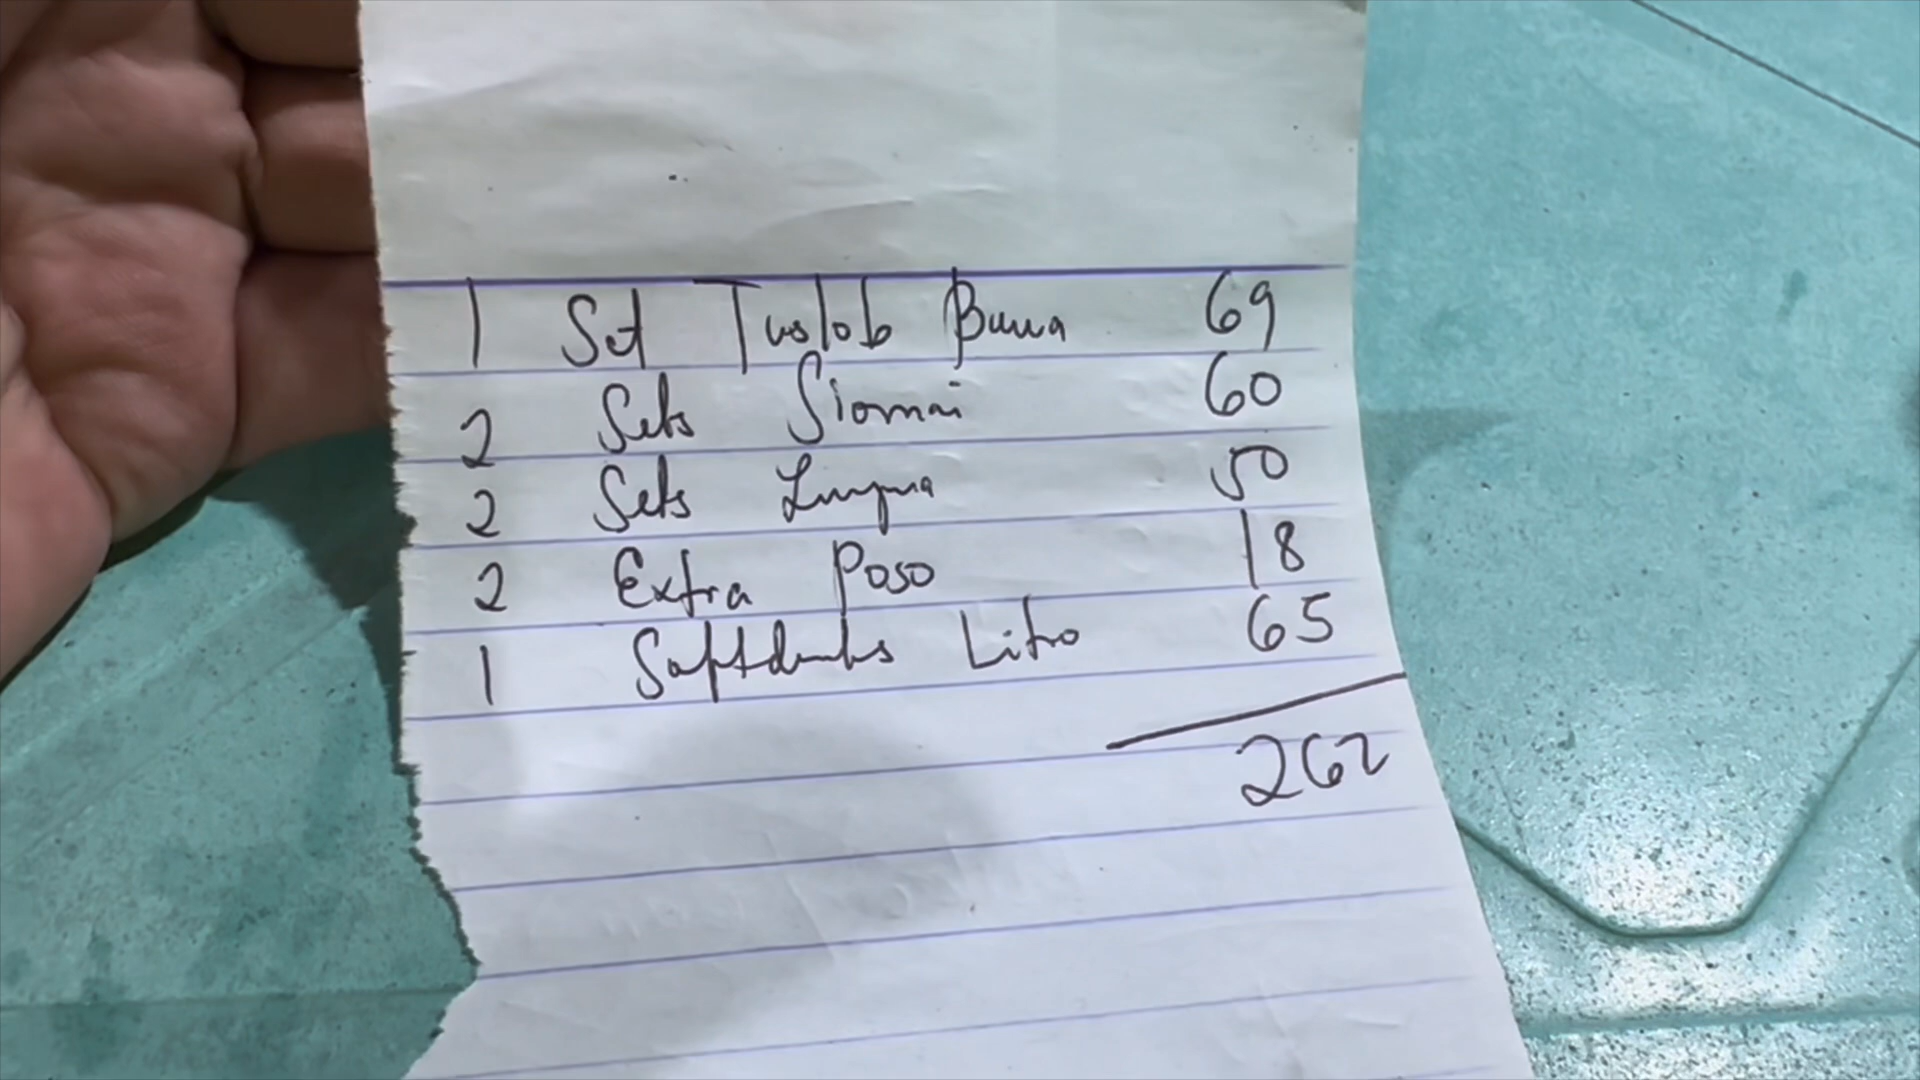 1 Set Tuslob Buwa 69
2 Sets Siomai 60
2 Sets Lumpia 50
2 Extra Poso 18
1 Softdrinks Litro 65
262